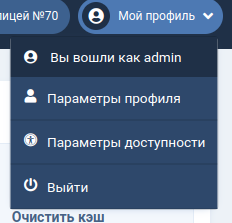 лицей №70 Мой профиль
Вы вошли как admin
Параметры профиля
Параметры доступности
Выйти
Очистить кэш